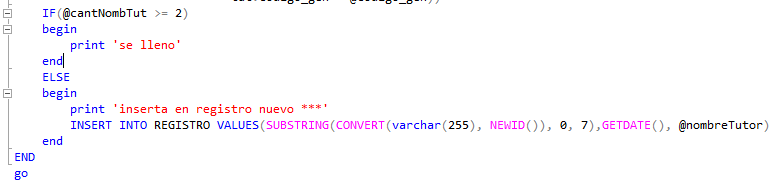 IF(@cantNombTut >= 2)
begin
print 'se lleno'
end
ELSE
begin
print 'inserta en registro nuevo ***'
INSERT INTO REGISTRO VALUES(SUBSTRING(CONVERT(varchar(255), NEWID()), 0, 7),GETDATE(), @nombreTutor)
end
END
go